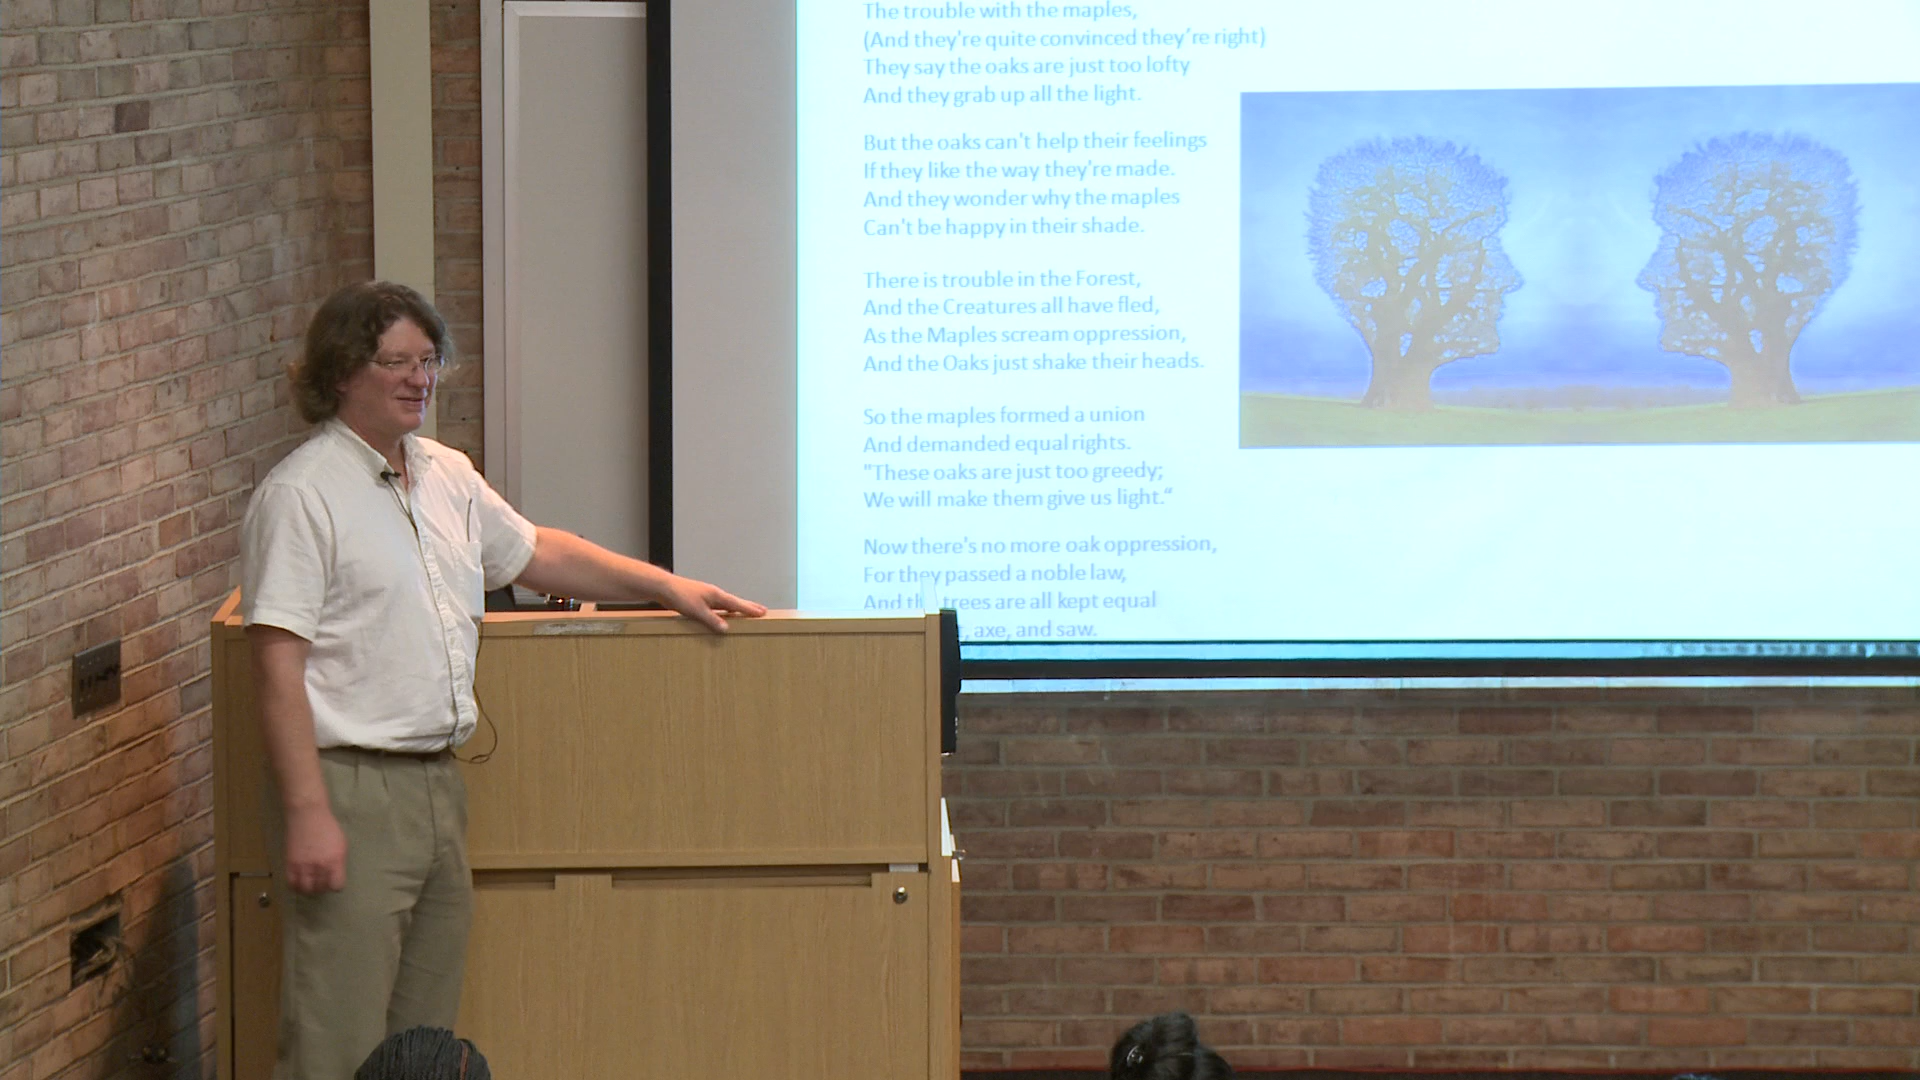 The trouble with the maples,
(And they're quite convinced they’re right)
They say the oaks are just too lofty
And they grab up all the light.
But the oaks can't help their feelings
If they like the way they're made.
And they wonder why the maples
Can't be happy in their shade.
There is trouble in the Forest,
And the Creatures all have fled,
As the Maples scream oppression,
And the Oaks just shake their heads.
So the maples formed a union
And demanded equal rights.
"These oaks are just too greedy;
We will make them give us light.“
Now there's no more oak oppression,
For they passed a noble law,
And trees are all kept equal
axe, and saw.